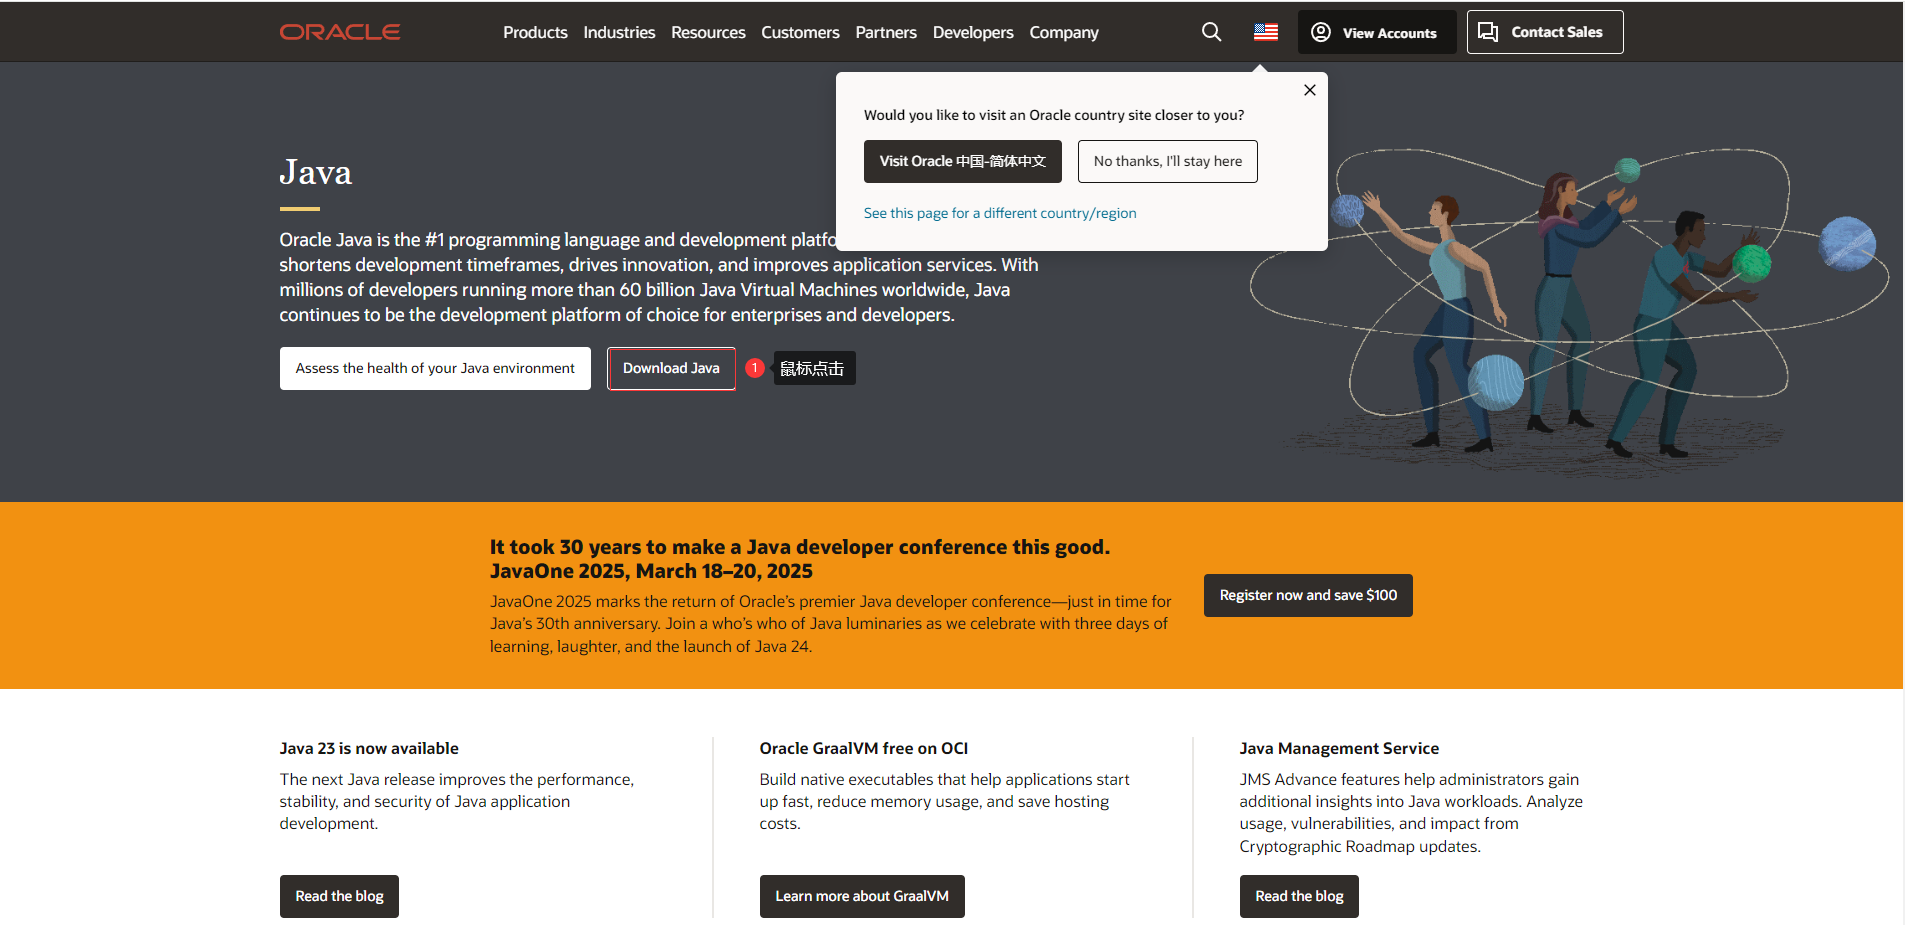 ORACLE
Products Industries Resources Customers Partners Developers Company
View Accounts
Contact Sales
Would you like to visit an Oracle country site closer to you?
Visit Oracle 中国-简体中文
No thanks, I'll stay here
See this page for a different country/region
Java
Oracle Java is the #1 programming language and development platfo
shortens development timeframes, drives innovation, and improves application services. With
millions of developers running more than 60 billion Java Virtual Machines worldwide, Java
continues to be the development platform of choice for enterprises and developers.
Assess the health of your Java environment
Download Java
1
鼠标点击
It took 30 years to make a Java developer conference this good.
JavaOne 2025, March 18–20, 2025
JavaOne 2025 marks the return of Oracle’s premier Java developer conference—just in time for
Java’s 30th anniversary. Join a who’s who of Java luminaries as we celebrate with three days of
learning, laughter, and the launch of Java 24.
Register now and save $100
Java 23 is now available
The next Java release improves the performance,
stability, and security of Java application
development.
Read the blog
Oracle GraalVM free on OCI
Build native executables that help applications start
up fast, reduce memory usage, and save hosting
costs.
Learn more about GraalVM
Java Management Service
JMS Advance features help administrators gain
additional insights into Java workloads. Analyze
usage, vulnerabilities, and impact from
Cryptographic Roadmap updates.
Read the blog